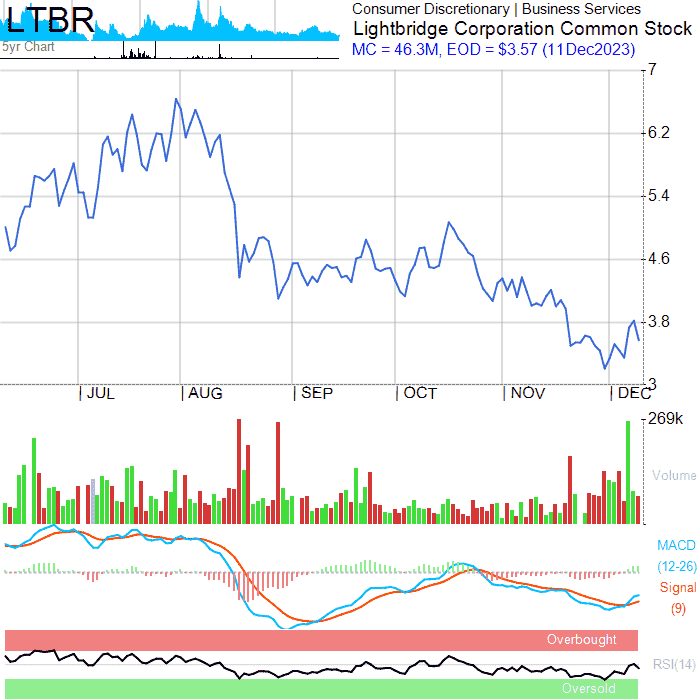 LTBR
5yr Chart
Consumer Discretionary | Business Services
Lightbridge Corporation Common Stock
MC = 46.3M, EOD = $3.57 (11Dec2023)
7
6.2
5.4
4.6
3.8
3
JUL
AUG
SEP
OCT
NOV
DEC
269k
Volume
MACD
(12-26)
Signal
(9)
Overbought
RSI(14)
Oversold